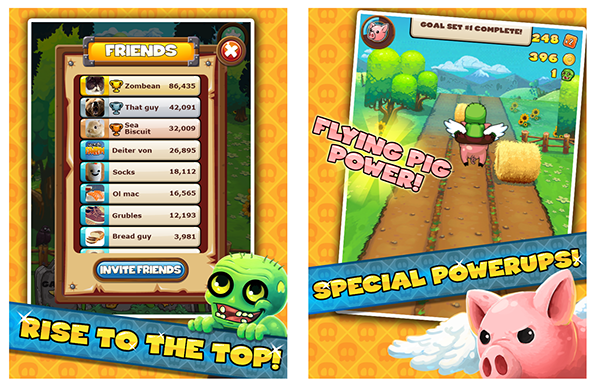 FRIENDS
Zombean 86,435
That guy 42,091
Sea
Biscuit 32,009
Deiter von 26,895
Socks 18,112
Ol mac 16,565
Grubles 12,193
Bread guy 3,981
INVITE FRIENDS
RISE TO THE TOP!
GOAL SET #1 COMPLETE!
248
396
1
FLYING PIG
POWER!
SPECIAL POWERUPS!